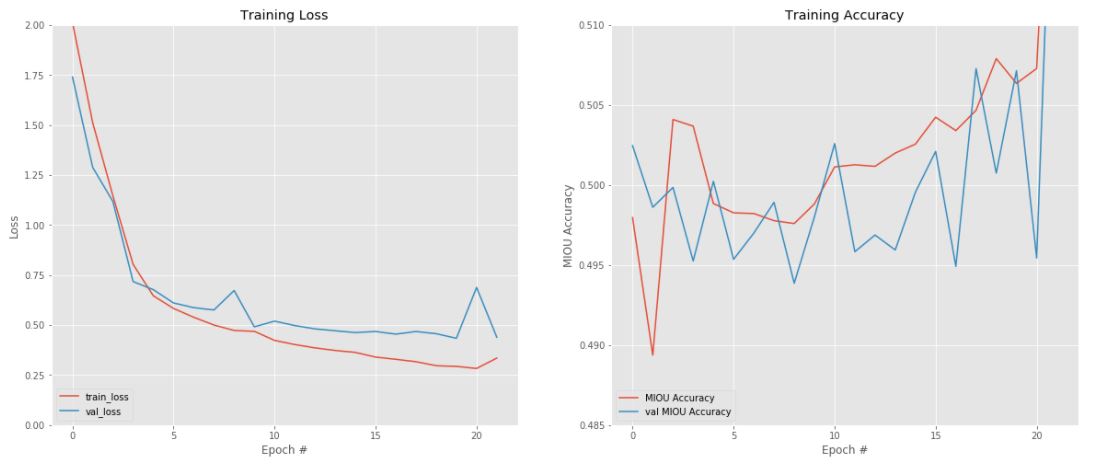 Training Loss
2.00
1.75
1.50
1.25
1.00
0.75
0.50
0.25
0.00
Loss
train_loss
val_loss
0 5 10 15 20
Epoch #
Training Accuracy
0.510
0.505
0.500
0.495
0.490
0.485
MIOU Accuracy
MIOU Accuracy
val MIOU Accuracy
0 5 10 15 20
Epoch #